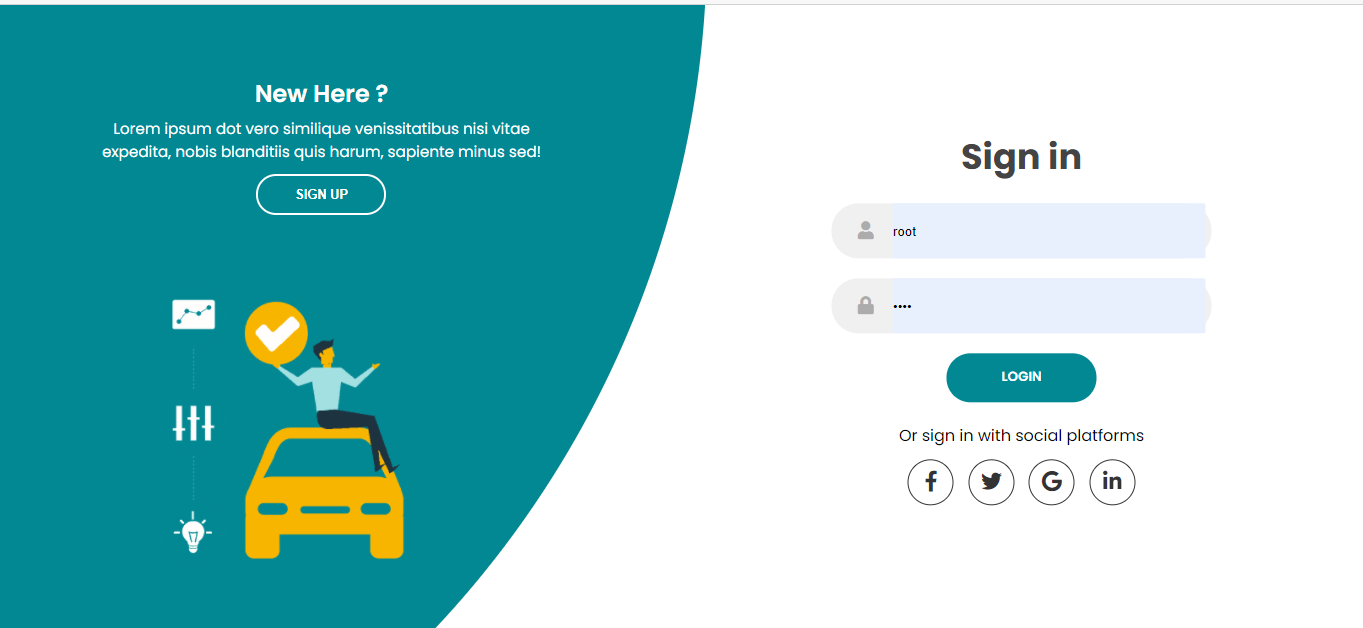 New Here ?
Lorem ipsum dot vero similique venissitatibus nisi vitae
expedita, nobis blanditiis quis harum, sapiente minus sed!
SIGN UP
Sign in
root
••••
LOGIN
Or sign in with social platforms